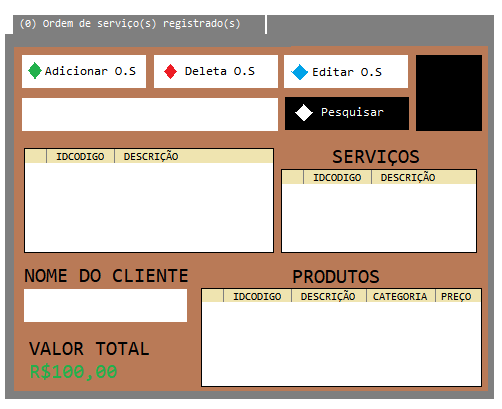 (0) Ordem de serviço(s) registrado(s)
Adicionar O.S Deleta O.S Editar O.S
Pesquisar
IDCODIGO DESCRIÇÃO
SERVIÇOS
IDCODIGO DESCRIÇÃO
NOME DO CLIENTE
PRODUTOS
IDCODIGO DESCRIÇÃO CATEGORIA PREÇO
VALOR TOTAL
R$100,00